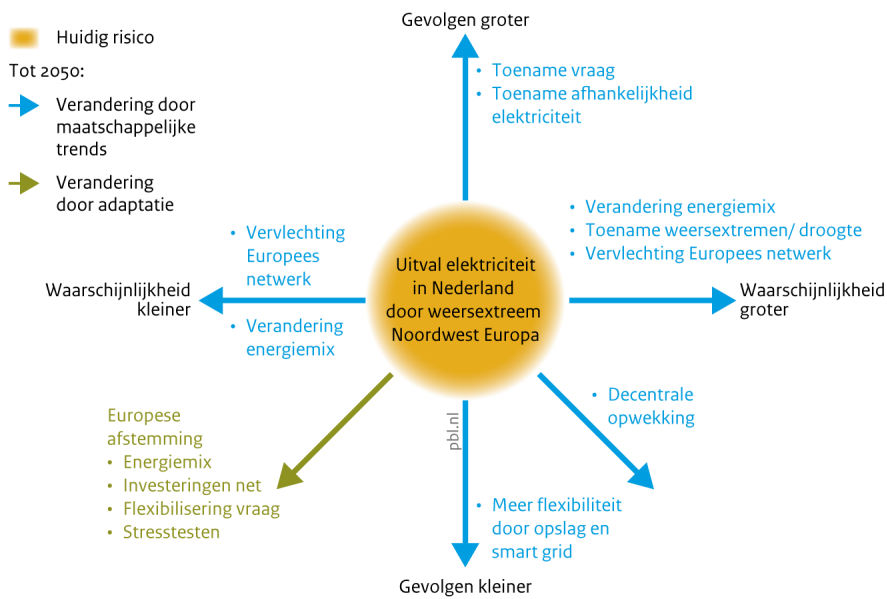 Huidig risico
Tot 2050:
Verandering door
maatschappelijke
trends
Verandering
door adaptatie
Gevolgen groter
• Toename vraag
• Toename afhankelijkheid
elektriciteit
• Verandering energiemix
• Toename weersextremen/ droogte
• Vervlechting Europees netwerk
• Vervlechting
Europees
netwerk
Waarschijnlijkheid
kleiner
• Verandering
energiemix
Uitval elektriciteit
in Nederland
door weersextreem
Noordwest Europa
Waarschijnlijkheid
groter
• Decentrale
opwekking
Europese
afstemming
• Energiemix
• Investeringen net
• Flexibilisering vraag
• Stresstesten
pbl.nl
• Meer flexibiliteit
door opslag en
smart grid
Gevolgen kleiner